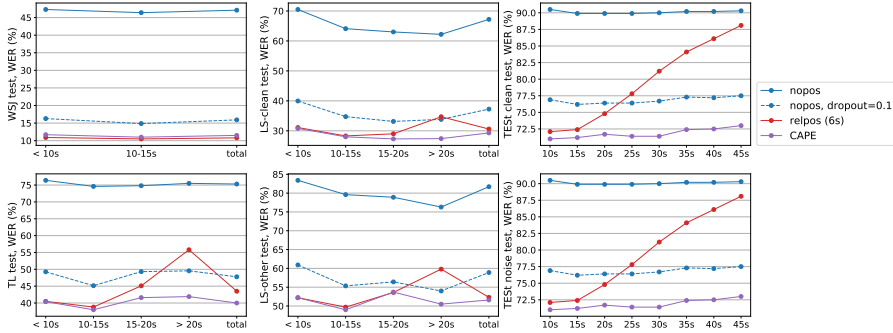 WSJ test, WER (%)
45
40
35
30
25
20
15
10
< 10s
10-15s
total
LS-clean test, WER (%)
70
60
50
40
30
< 10s
10-15s
15-20s
> 20s
total
TESt clean test, WER (%)
90.0
87.5
85.0
82.5
80.0
77.5
75.0
72.5
10s
15s
20s
25s
30s
35s
40s
45s
nopos
nopos, dropout=0.1
relpos (6s)
CAPE
TL test, WER (%)
75
70
65
60
55
50
45
40
< 10s
10-15s
15-20s
> 20s
total
LS-other test, WER (%)
85
80
75
70
65
60
55
50
< 10s
10-15s
15-20s
> 20s
total
TESt noise test, WER (%)
90.0
87.5
85.0
82.5
80.0
77.5
75.0
72.5
10s
15s
20s
25s
30s
35s
40s
45s